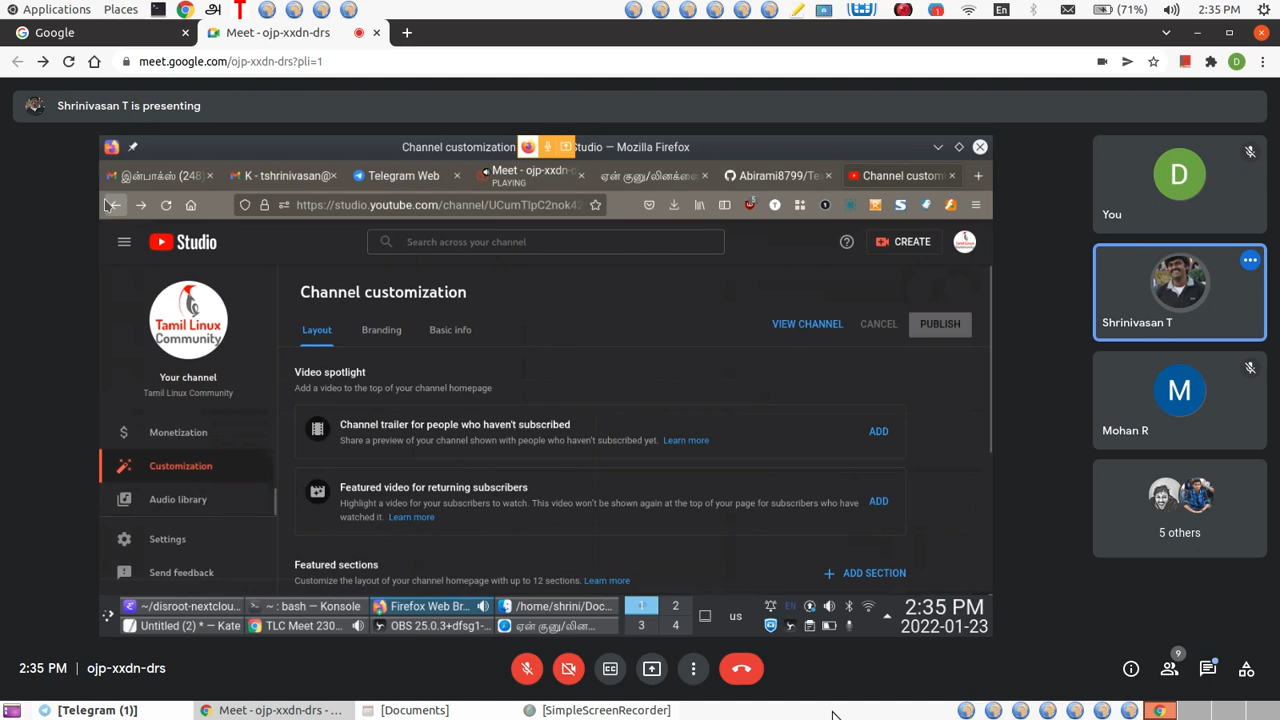 Applications Places En (71%) 2:35 PM
Google Meet - ojp-xxdn-drs
meet.google.com/ojp-xxdn-drs?pli=1 D
Shrinivasan T is presenting
Channel customization Studio — Mozilla Firefox
இன்பாக்ஸ் (248) K - tshrinivasan@ Telegram Web Meet - ojp-xxdn-d ஏன் குனு/லினக்ஸை Abirami8799/Te Channel custom
PLAYING
https://studio.youtube.com/channel/UCumTIpC2nok42
Studio Search across your channel CREATE
Tamil Linux
Community
Your channel
Tamil Linux Community
Monetization
Customization
Audio library
Settings
Send feedback
Channel customization
Layout Branding Basic info VIEW CHANNEL CANCEL PUBLISH
Video spotlight
Add a video to the top of your channel homepage
Channel trailer for people who haven't subscribed
Share a preview of your channel shown with people who haven't subscribed yet. Learn more
ADD
Featured video for returning subscribers
Highlight a video for your subscribers to watch. This video won't be shown again at the top of your page for subscribers who have
watched it. Learn more
ADD
Featured sections
Customize the layout of your channel homepage with up to 12 sections. Learn more
ADD SECTION
~/disroot-nextclou... ~ : bash — Konsole Firefox Web Br... /home/shrini/Doc... 1 2 EN
Untitled (2) * — Kate TLC Meet 230... OBS 25.0.3+dfsg1-... ஏன் குனு/லின... 3 4 us
2:35 PM
2022-01-23
D
You
Shrinivasan T
M
Mohan R
5 others
2:35 PM ojp-xxdn-drs 9
[Telegram (1)] Meet - ojp-xxdn-drs - ... [Documents] [SimpleScreenRecorder]